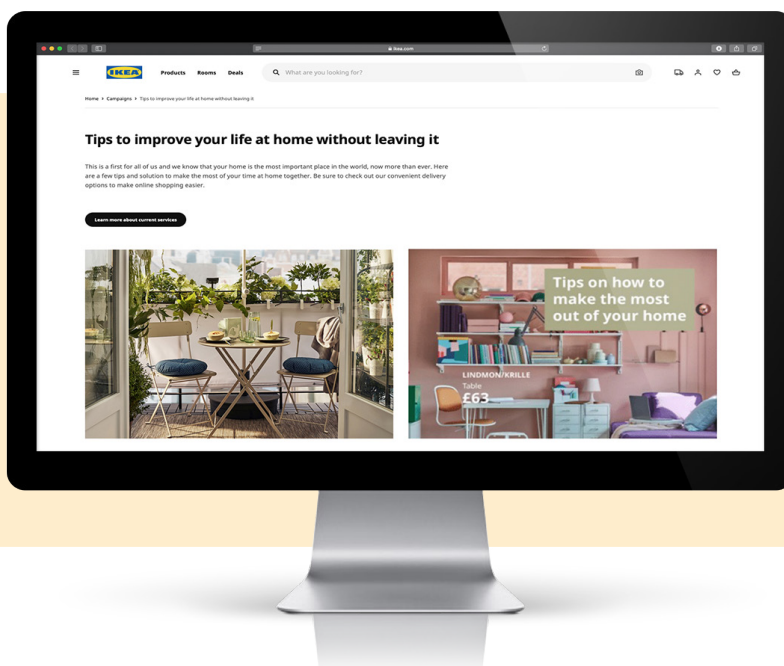 ikea.com
IKEA
Products Rooms Deals
What are you looking for?
Home > Campaigns > Tips to improve your life at home without leaving it
Tips to improve your life at home without leaving it
This is a first for all of us and we know that your home is the most important place in the world, now more than ever. Here
are a few tips and solution to make the most of your time at home together. Be sure to check out our convenient delivery
options to make online shopping easier.
Learn more about current services
Tips on how to
make the most
out of your home
LINDMON/KRILLE
Table
£63